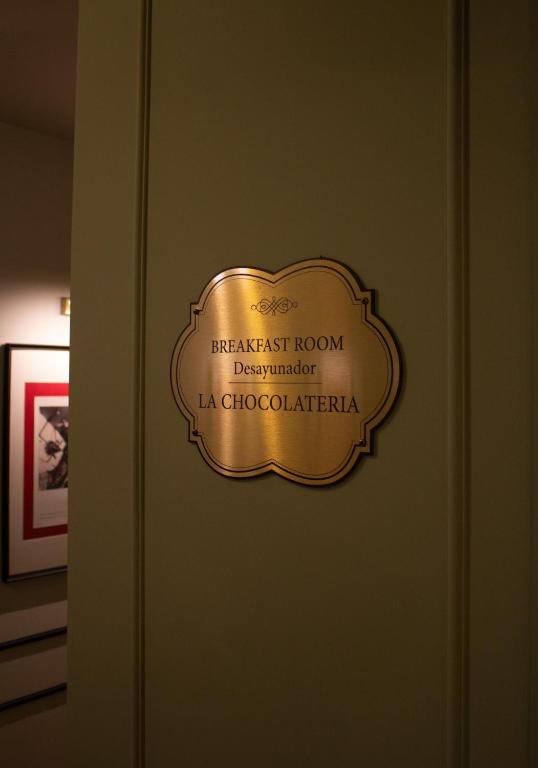 BREAKFAST ROOM
Desayunador
LA CHOCOLATERIA